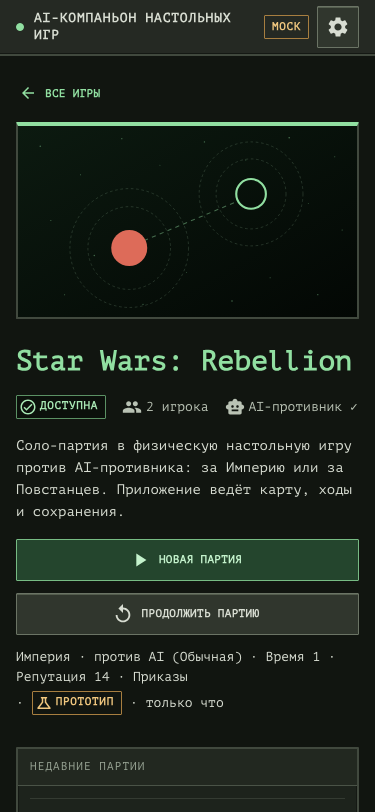 AI-КОМПАНЬОН НАСТОЛЬНЫХ
ИГР
МОСК
ВСЕ ИГРЫ
Star Wars: Rebellion
ДОСТУПНА
2 игрока
AI-противник ✓
Соло-партия в физическую настольную игру
против AI-противника: за Империю или за
Повстанцев. Приложение ведёт карту, ходы
и сохранения.
НОВАЯ ПАРТИЯ
ПРОДОЛЖИТЬ ПАРТИЮ
Империя · против AI (Обычная) · Время 1 ·
Репутация 14 · Приказы
· ПРОТОТИП · только что
НЕДАВНИЕ ПАРТИИ